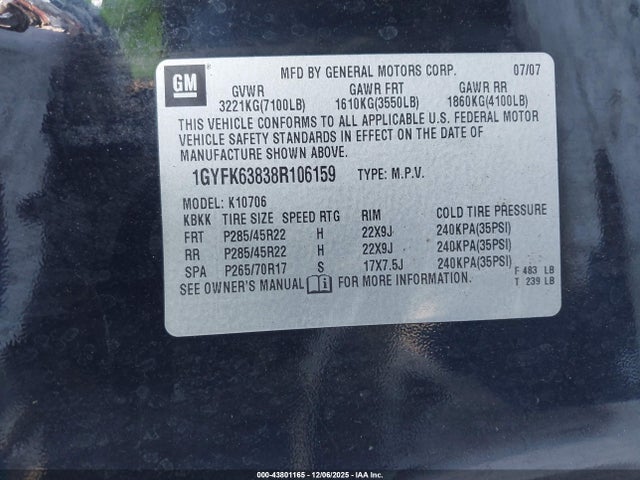 GM
MFD BY GENERAL MOTORS CORP. 07/07
GVWR GAWR FRT GAWR RR
3221KG(7100LB) 1610KG(3550LB) 1860KG(4100LB)
THIS VEHICLE CONFORMS TO ALL APPLICABLE U.S. FEDERAL MOTOR
VEHICLE SAFETY STANDARDS IN EFFECT ON THE DATE OF
MANUFACTURE SHOWN ABOVE.
1GYFK63838R106159 TYPE: M.P.V.
MODEL: K10706
KBKK TIRE SIZE SPEED RTG RIM COLD TIRE PRESSURE
FRT P285/45R22 H 22X9J 240KPA(35PSI)
RR P285/45R22 H 22X9J 240KPA(35PSI)
SPA P265/70R17 S 17X7.5J 240KPA(35PSI)
SEE OWNER'S MANUAL FOR MORE INFORMATION.
F 483 LB
T 239 LB
000-43801165 - 12/06/2025 - IAA Inc.